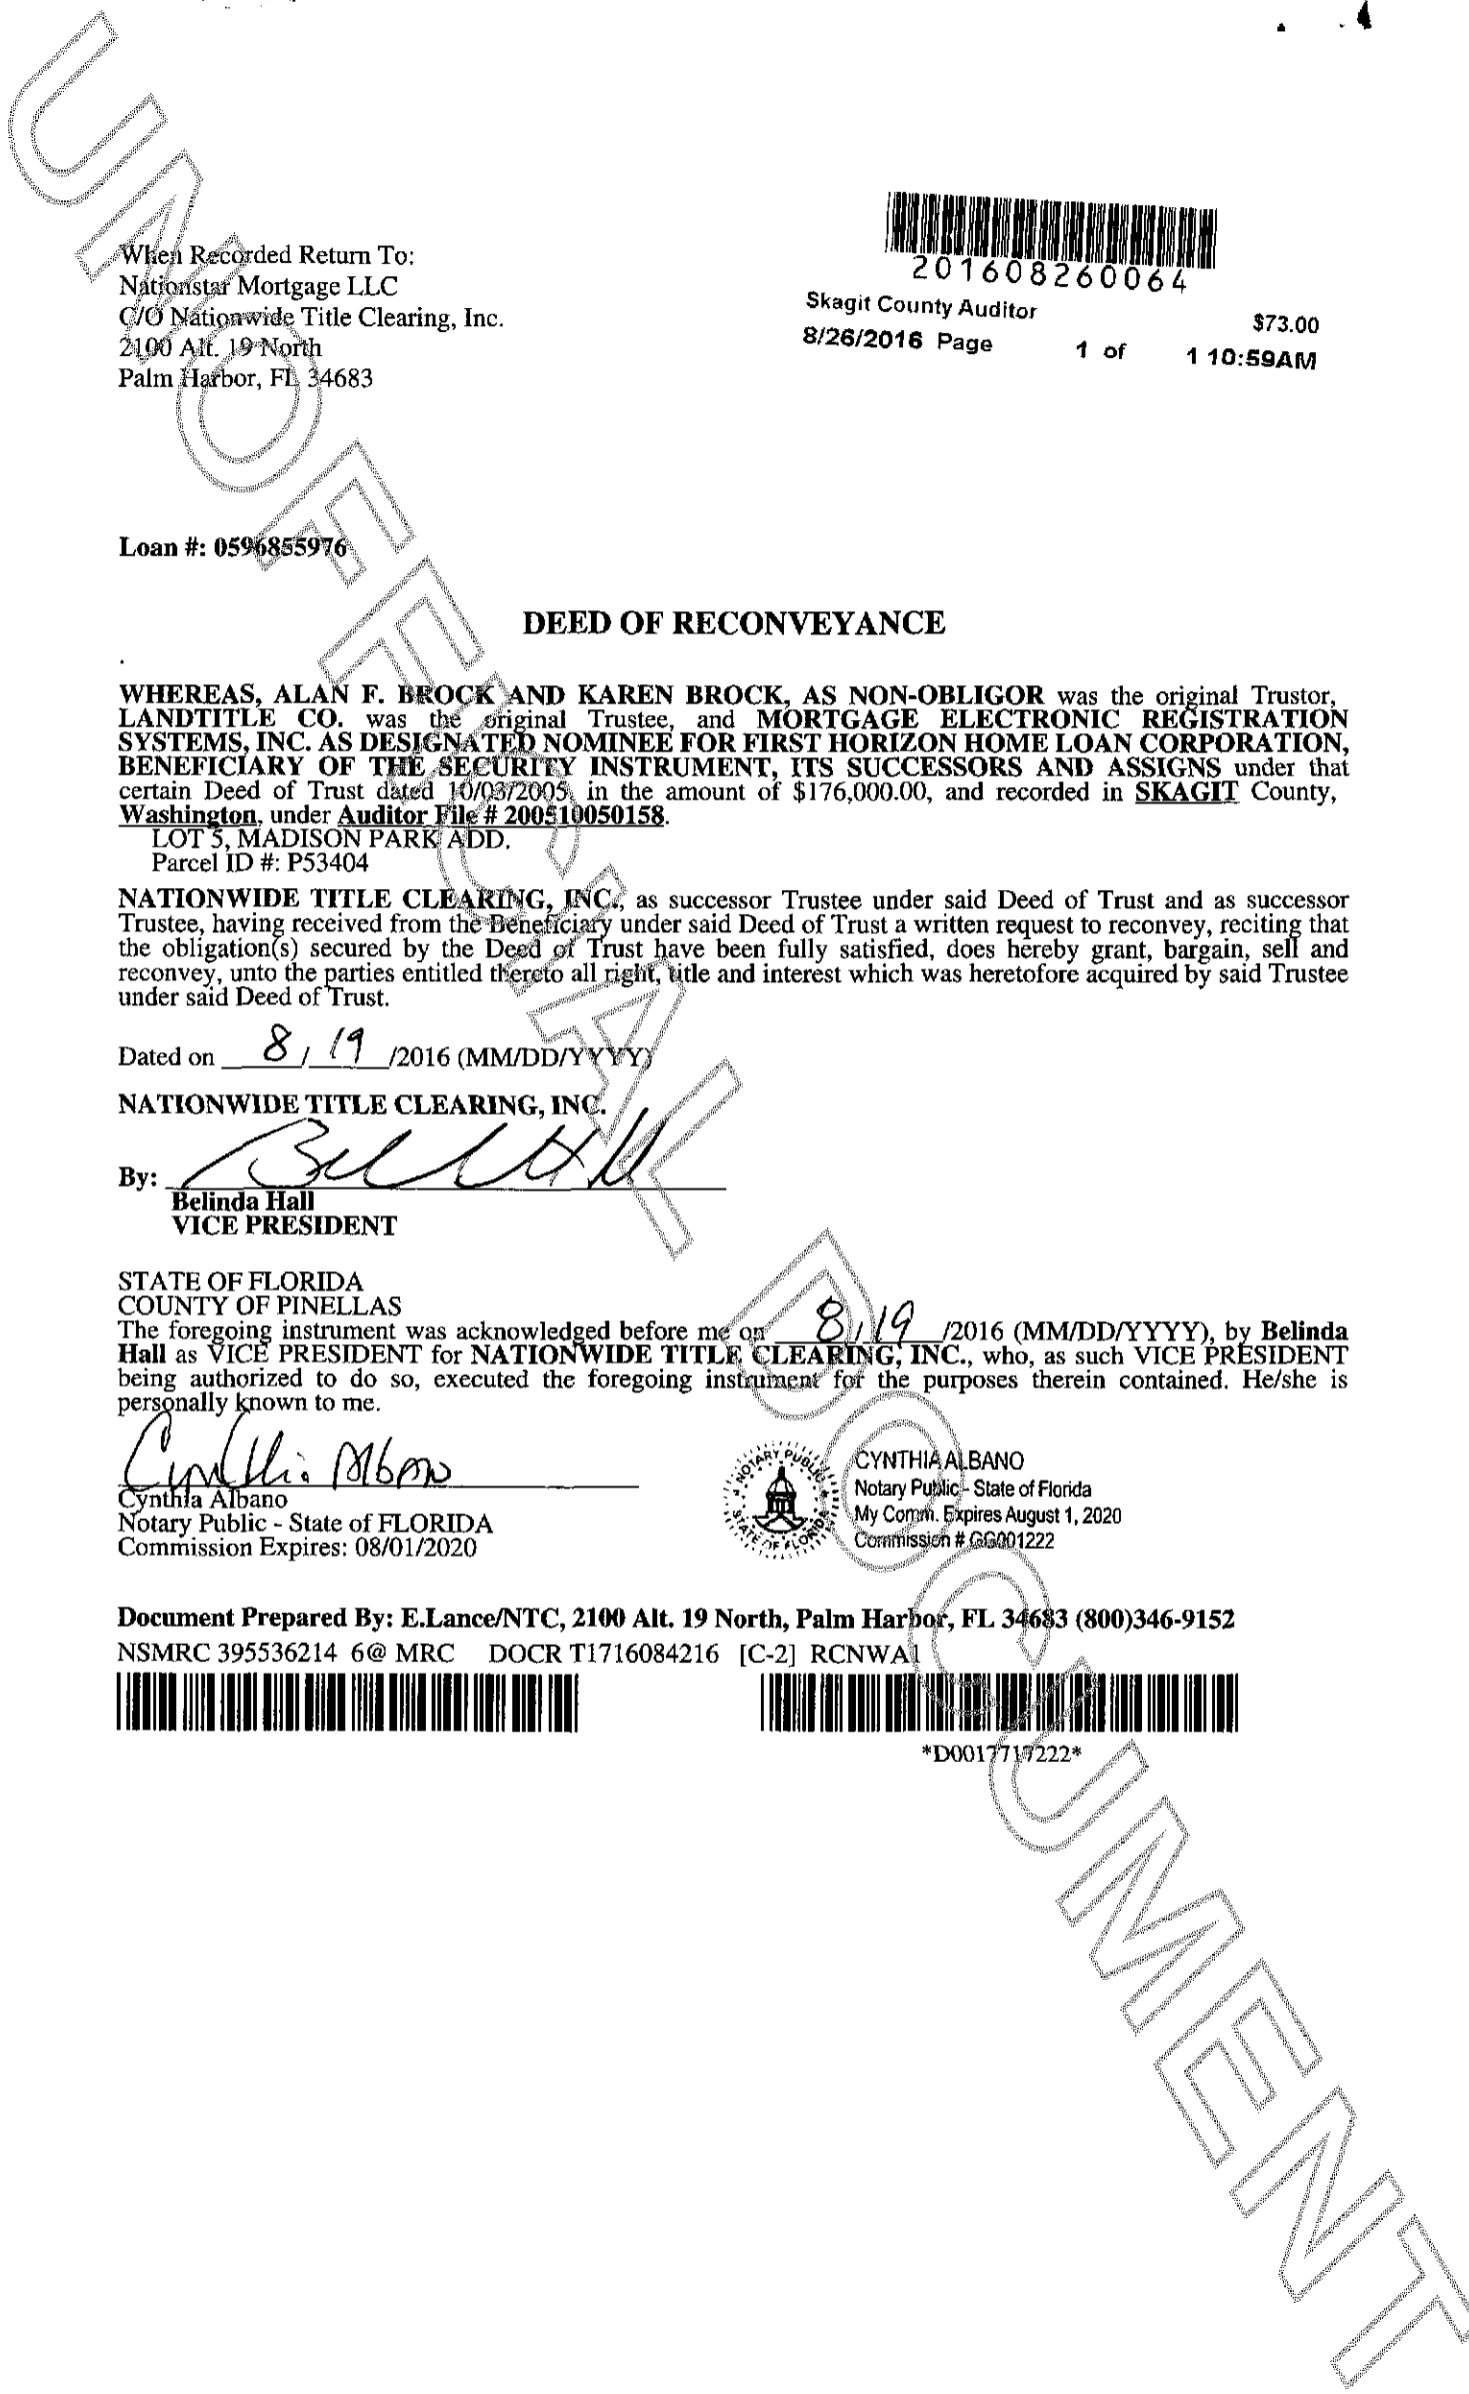 When Recorded Return To:
Nationstar Mortgage LLC
C/O Nationwide Title Clearing, Inc.
2100 Alt. 19 North
Palm Harbor, FL 34683
201608260064
Skagit County Auditor $73.00
8/26/2016 Page 1 of 1 10:59AM
Loan #: 0596855976
DEED OF RECONVEYANCE
WHEREAS, ALAN F. BROCK AND KAREN BROCK, AS NON-OBLIGOR was the original Trustor,
LANDTITLE CO. was the original Trustee, and MORTGAGE ELECTRONIC REGISTRATION
SYSTEMS, INC. AS DESIGNATED NOMINEE FOR FIRST HORIZON HOME LOAN CORPORATION,
BENEFICIARY OF THE SECURITY INSTRUMENT, ITS SUCCESSORS AND ASSIGNS under that
certain Deed of Trust dated 10/03/2005 in the amount of $176,000.00, and recorded in SKAGIT County,
Washington, under Auditor File # 200510050158.
LOT 5, MADISON PARK ADD.
Parcel ID #: P53404
NATIONWIDE TITLE CLEARING, INC., as successor Trustee under said Deed of Trust and as successor
Trustee, having received from the Beneficiary under said Deed of Trust a written request to reconvey, reciting that
the obligation(s) secured by the Deed of Trust have been fully satisfied, does hereby grant, bargain, sell and
reconvey, unto the parties entitled thereto all right, title and interest which was heretofore acquired by said Trustee
under said Deed of Trust.
Dated on 8/19/2016 (MM/DD/YYYY)
NATIONWIDE TITLE CLEARING, INC.
By:
Belinda Hall
VICE PRESIDENT
STATE OF FLORIDA
COUNTY OF PINELLAS
The foregoing instrument was acknowledged before me on 8/19/2016 (MM/DD/YYYY), by Belinda
Hall as VICE PRESIDENT for NATIONWIDE TITLE CLEARING, INC., who, as such VICE PRESIDENT
being authorized to do so, executed the foregoing instrument for the purposes therein contained. He/she is
personally known to me.
Cynthia Albano
Cynthia Albano
Notary Public - State of FLORIDA
Commission Expires: 08/01/2020
NOTARY PUBLIC
STATE OF FLORIDA
CYNTHIA ALBANO
Notary Public - State of Florida
My Comm. Expires August 1, 2020
Commission # GG001222
Document Prepared By: E.Lance/NTC, 2100 Alt. 19 North, Palm Harbor, FL 34683 (800)346-9152
NSMRC 395536214 6@ MRC DOCR T1716084216 [C-2] RCNWA1
*D0017717222*
UNOFFICIAL DOCUMENT